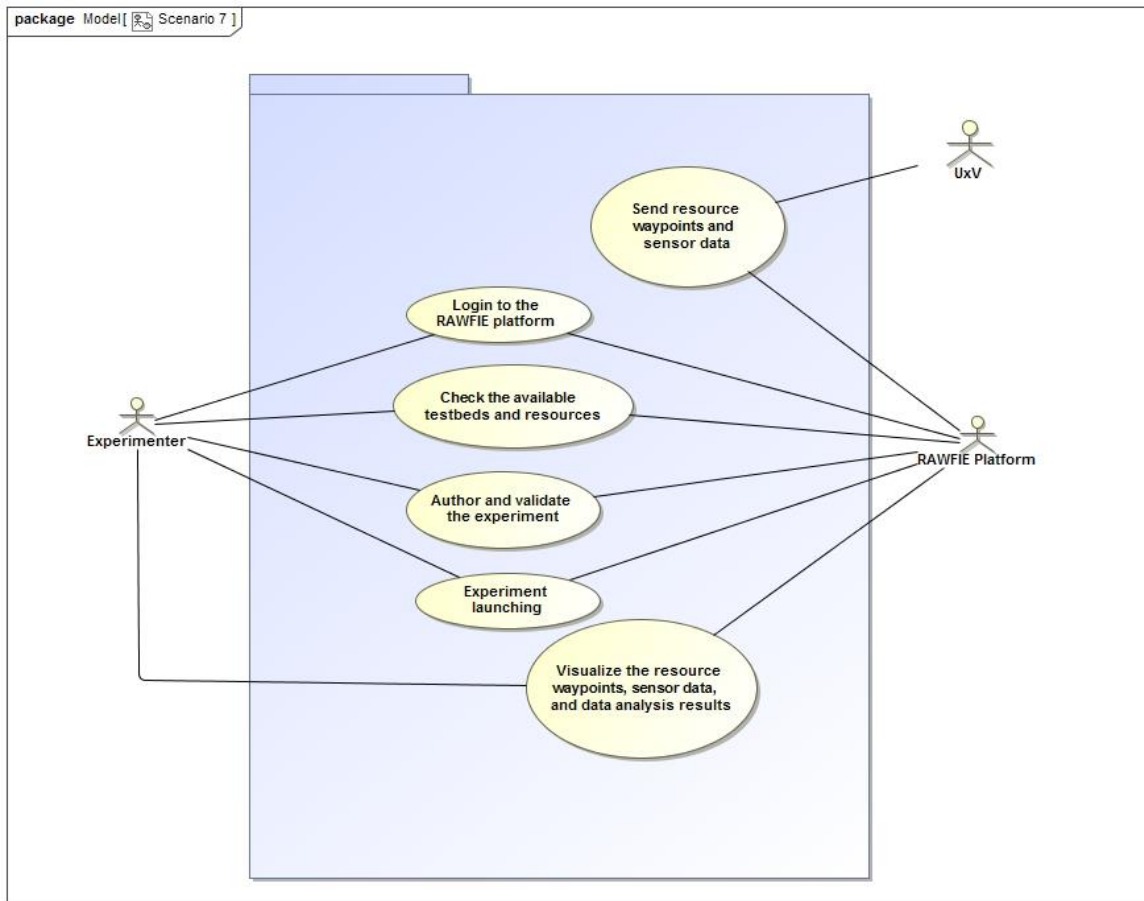 package Model[ Scenario 7 ]
UxV
Send resource
waypoints and
sensor data
Login to the
RAWFIE platform
Check the available
testbeds and resources
Experimenter
RAWFIE Platform
Author and validate
the experiment
Experiment
launching
Visualize the resource
waypoints, sensor data,
and data analysis results